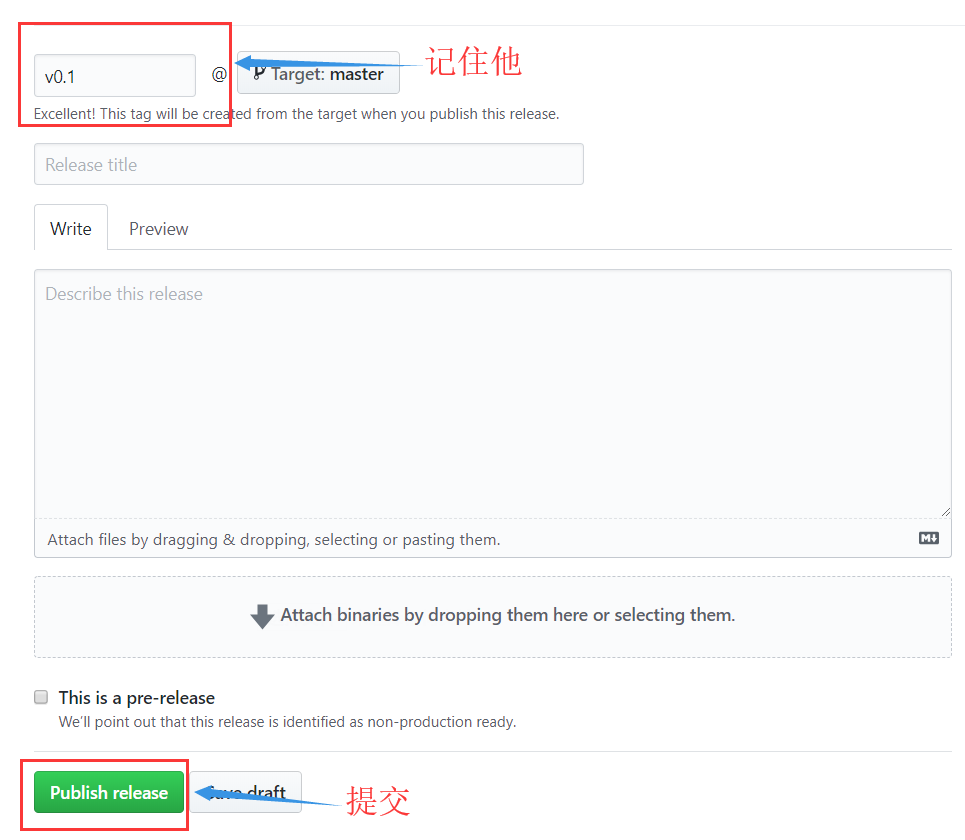 v0.1 @ Target: master 记住他
Excellent! This tag will be created from the target when you publish this release.
Release title
Write Preview
Describe this release
Attach files by dragging & dropping, selecting or pasting them.
Attach binaries by dropping them here or selecting them.
This is a pre-release
We'll point out that this release is identified as non-production ready.
Publish release Save draft 提交